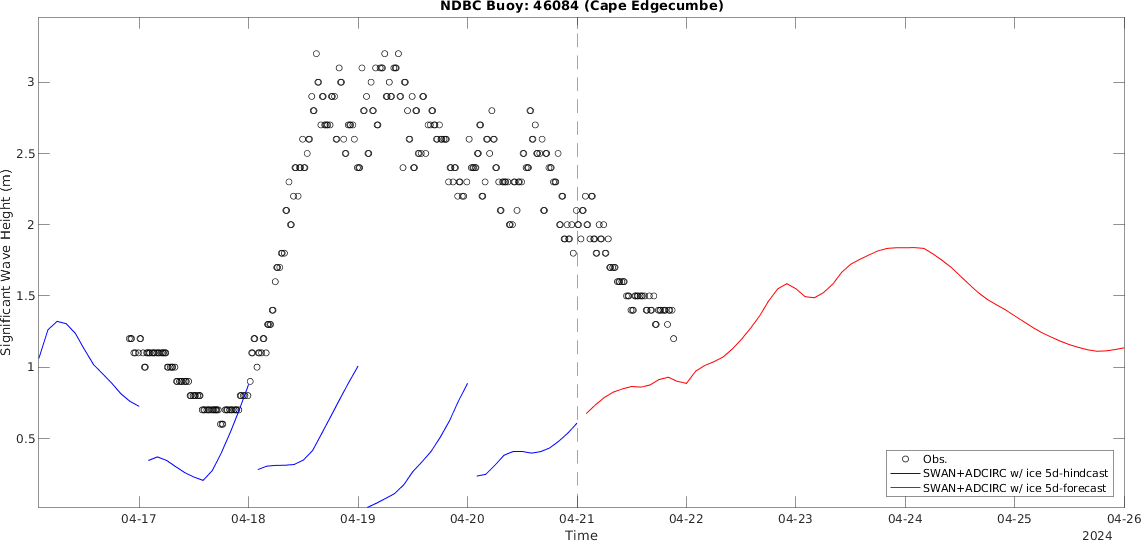 NDBC Buoy: 46084 (Cape Edgecumbe)
Significant Wave Height (m)
3
2.5
2
1.5
1
0.5
Obs.
SWAN+ADCIRC w/ ice 5d-hindcast
SWAN+ADCIRC w/ ice 5d-forecast
04-17 04-18 04-19 04-20 04-21 04-22 04-23 04-24 04-25 04-26
Time
2024